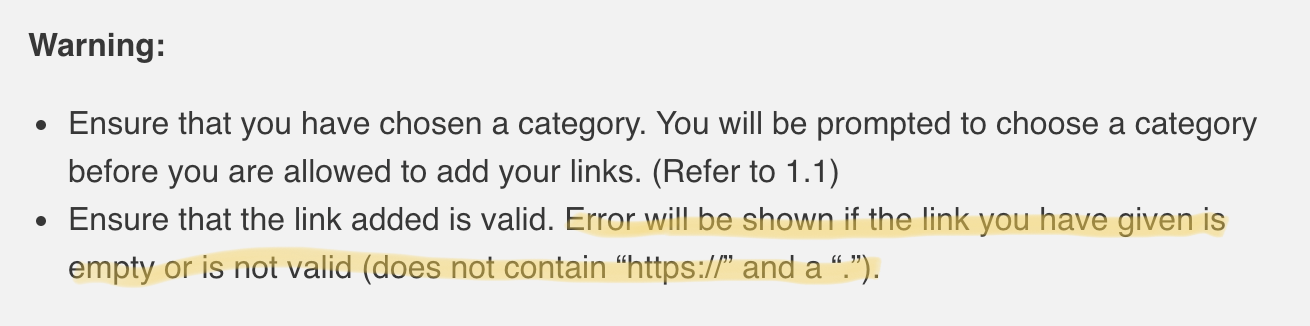 Warning:
• Ensure that you have chosen a category. You will be prompted to choose a category
before you are allowed to add your links. (Refer to 1.1)
• Ensure that the link added is valid. Error will be shown if the link you have given is
empty or is not valid (does not contain “https://” and a “.”).